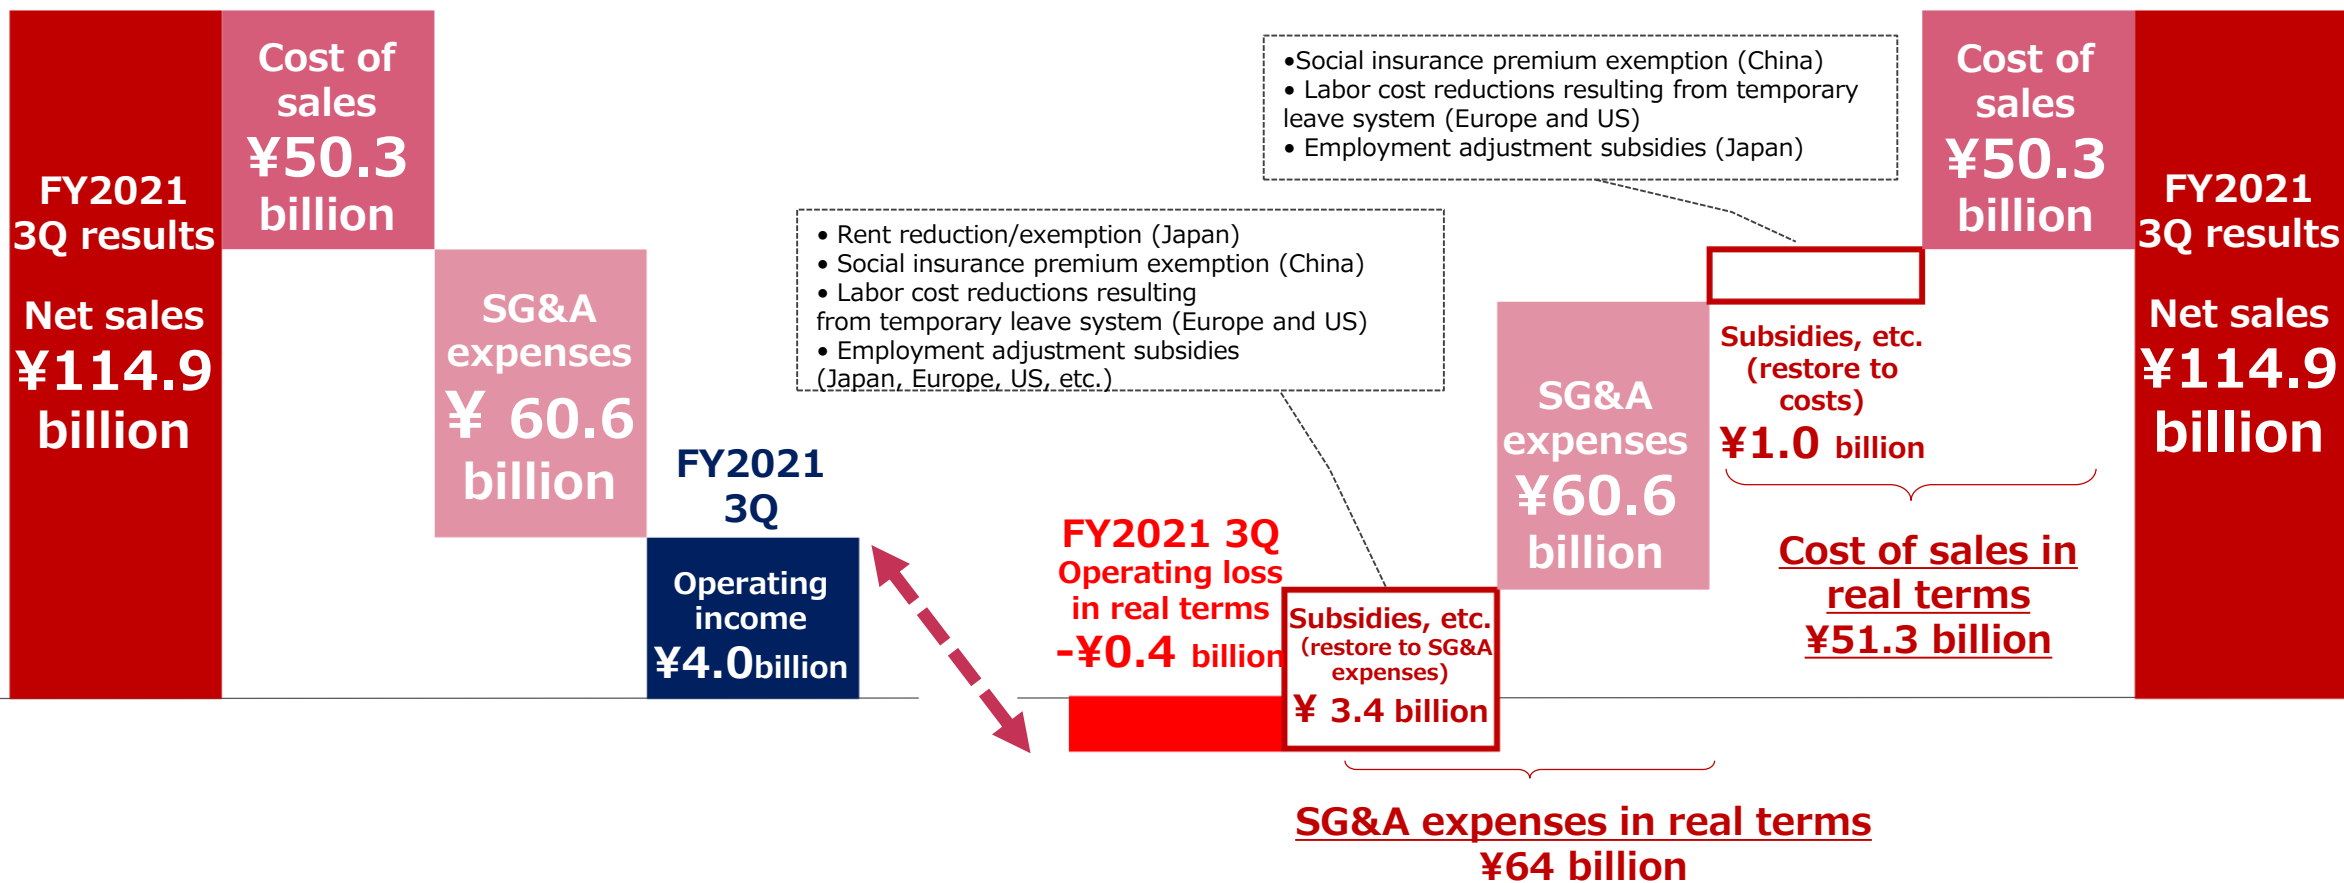 FY2021
3Q results
Net sales
¥114.9
billion
Cost of
sales
¥50.3
billion
SG&A
expenses
¥ 60.6
billion
FY2021
3Q
Operating
income
¥4.0billion
• Rent reduction/exemption (Japan)
• Social insurance premium exemption (China)
• Labor cost reductions resulting
from temporary leave system (Europe and US)
• Employment adjustment subsidies
(Japan, Europe, US, etc.)
FY2021 3Q
Operating loss
in real terms
-¥0.4 billion
Subsidies, etc.
(restore to SG&A
expenses)
¥ 3.4 billion
SG&A expenses in real terms
¥64 billion
•Social insurance premium exemption (China)
• Labor cost reductions resulting from temporary
leave system (Europe and US)
• Employment adjustment subsidies (Japan)
SG&A
expenses
¥60.6
billion
Subsidies, etc.
(restore to
costs)
¥1.0 billion
Cost of sales in
real terms
¥51.3 billion
Cost of
sales
¥50.3
billion
FY2021
3Q results
Net sales
¥114.9
billion